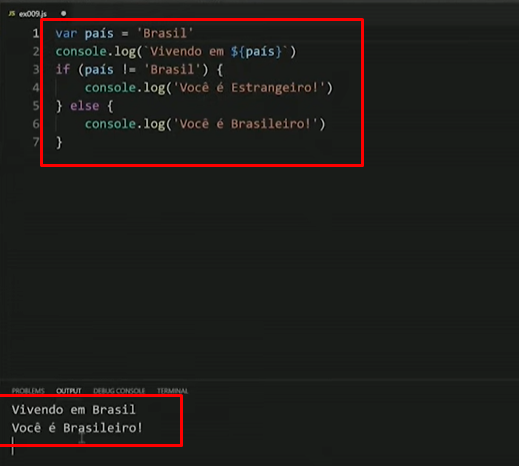 JS ex009.js ●
1 var país = 'Brasil'
2 console.log(`Vivendo em ${país}`)
3 if (país != 'Brasil') {
4     console.log('Você é Estrangeiro!')
5 } else {
6     console.log('Você é Brasileiro!')
7 }
PROBLEMS OUTPUT DEBUG CONSOLE TERMINAL
Vivendo em Brasil
Você é Brasileiro!